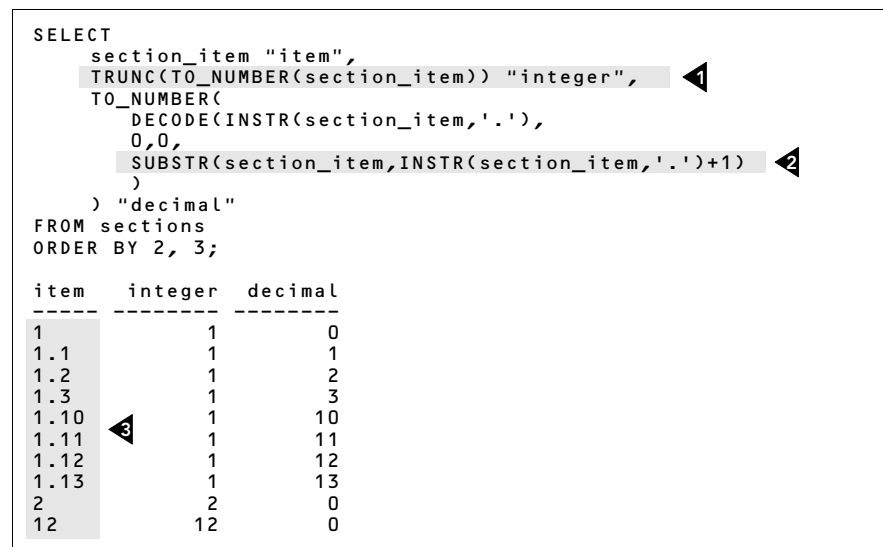 SELECT
section_item "item",
TRUNC(TO_NUMBER(section_item)) "integer", 1
TO_NUMBER(
DECODE(INSTR(section_item,'.'),
0,0,
SUBSTR(section_item,INSTR(section_item,'.')+1) 2
)
) "decimal"
FROM sections
ORDER BY 2, 3;
item integer decimal
----- -------- --------
1 1 0
1.1 1 1
1.2 1 2
1.3 1 3
1.10 1 10
3
1.11 1 11
1.12 1 12
1.13 1 13
2 2 0
12 12 0